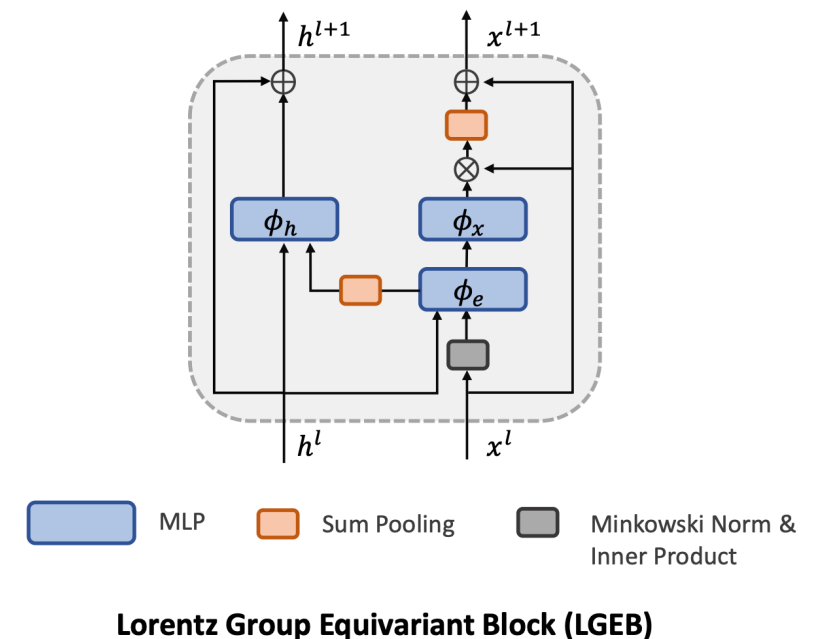 h^{l+1} x^{l+1}
ϕ_h ϕ_x
ϕ_e
h^l x^l
MLP Sum Pooling Minkowski Norm &
Inner Product
Lorentz Group Equivariant Block (LGEB)